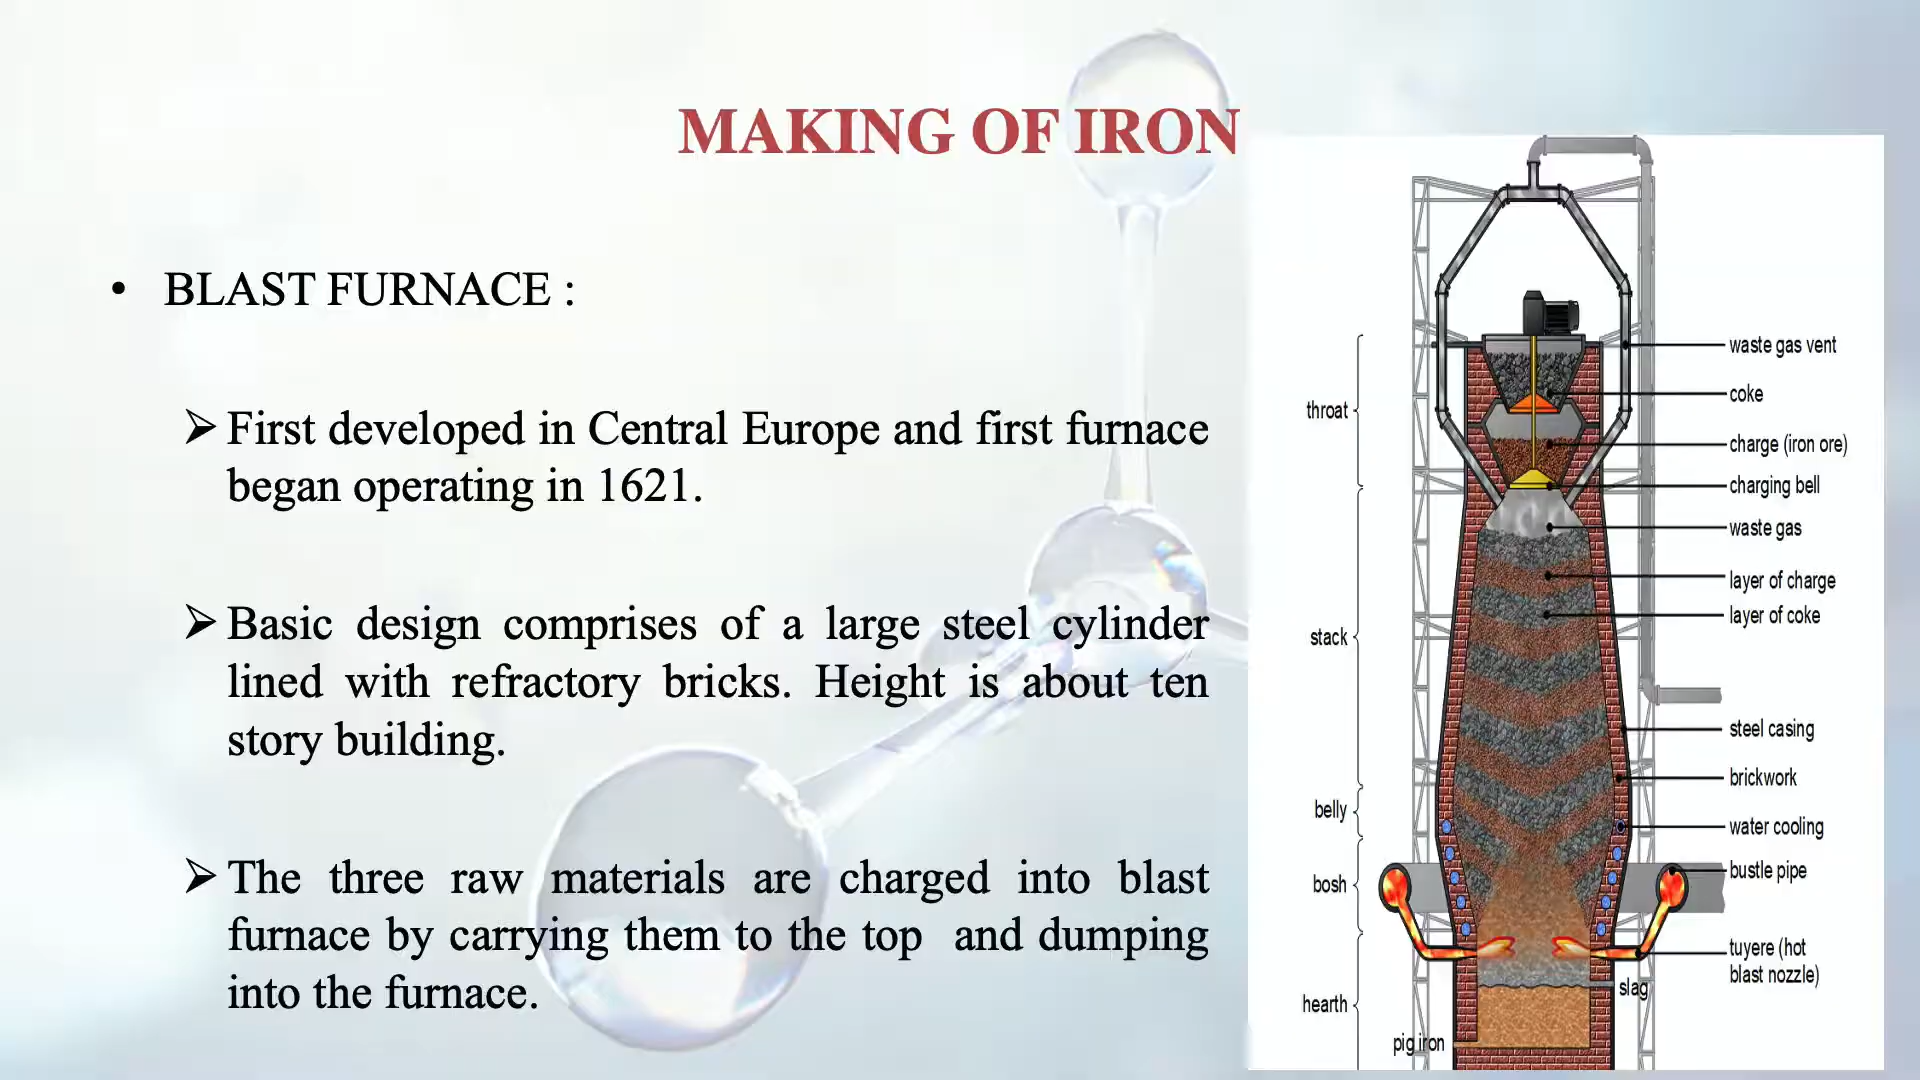 MAKING OF IRON
• BLAST FURNACE :
➢ First developed in Central Europe and first furnace
began operating in 1621.
➢ Basic design comprises of a large steel cylinder
lined with refractory bricks. Height is about ten
story building.
➢ The three raw materials are charged into blast
furnace by carrying them to the top and dumping
into the furnace.
throat
stack
belly
bosh
hearth
pig iron
waste gas vent
coke
charge (iron ore)
charging bell
waste gas
layer of charge
layer of coke
steel casing
brickwork
water cooling
bustle pipe
tuyere (hot
blast nozzle)
slag